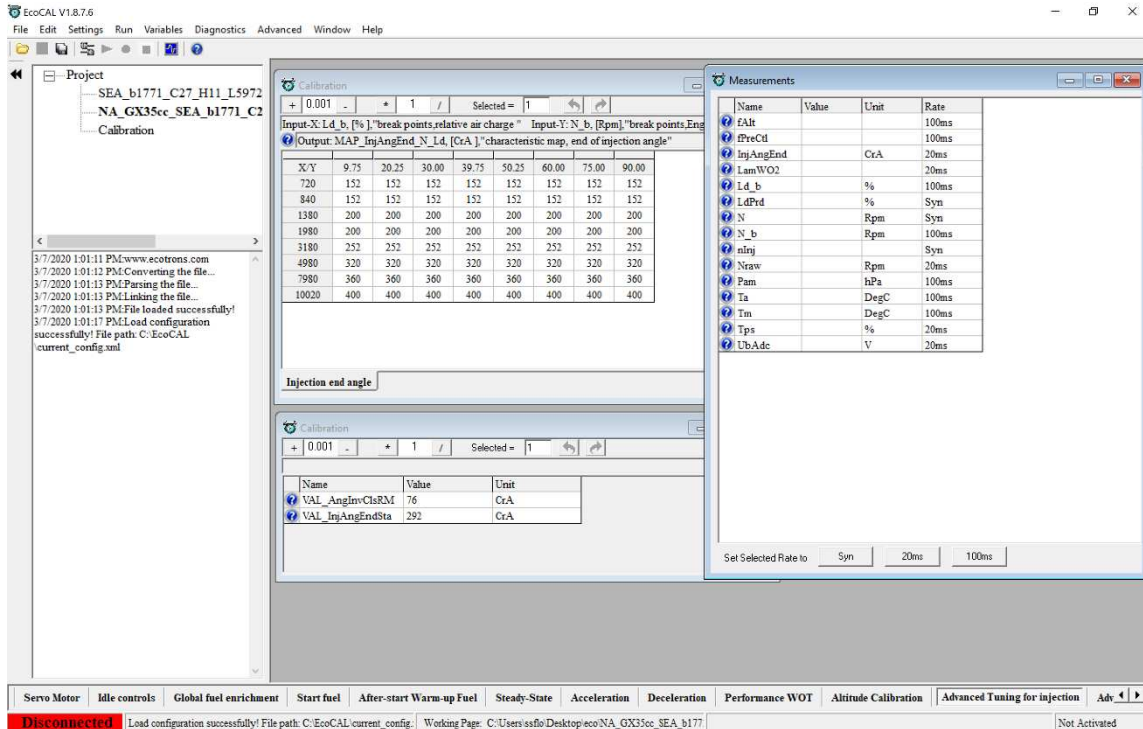 EcoCAL V1.8.7.6
File Edit Settings Run Variables Diagnostics Advanced Window Help
Project
SEA_b1771_C27_H11_L5972
NA_GX35cc_SEA_b1771_C2
Calibration
3/7/2020 1:01:11 PM:www.ecotrons.com
3/7/2020 1:01:12 PM:Converting the file...
3/7/2020 1:01:13 PM:Parsing the file...
3/7/2020 1:01:13 PM:Linking the file...
3/7/2020 1:01:13 PM:File loaded successfully!
3/7/2020 1:01:17 PM:Load configuration
successfully! File path: C:\EcoCAL
\current_config.xml
Calibration
+ 0.001 - * 1 / Selected = 1
Input-X: Ld_b, [% ],"break points,relative air charge " Input-Y: N_b, [Rpm],"break points,Eng
Output: MAP_InjAngEnd_N_Ld, [CrA ],"characteristic map, end of injection angle"
X/Y 9.75 20.25 30.00 39.75 50.25 60.00 75.00 90.00
720 152 152 152 152 152 152 152 152
840 152 152 152 152 152 152 152 152
1380 200 200 200 200 200 200 200 200
1980 200 200 200 200 200 200 200 200
3180 252 252 252 252 252 252 252 252
4980 320 320 320 320 320 320 320 320
7980 360 360 360 360 360 360 360 360
10020 400 400 400 400 400 400 400 400
Injection end angle
Calibration
+ 0.001 - * 1 / Selected = 1
Name Value Unit
VAL_AngInvClsRM 76 CrA
VAL_InjAngEndSta 292 CrA
Measurements
Name Value Unit Rate
fAlt 100ms
fPreCtl 100ms
InjAngEnd CrA 20ms
LamWO2 20ms
Ld_b % 100ms
LdPrd % Syn
N Rpm Syn
N_b Rpm 100ms
nInj Syn
Nraw Rpm 20ms
Pam hPa 100ms
Ta DegC 100ms
Tm DegC 100ms
Tps % 20ms
UbAdc V 20ms
Set Selected Rate to Syn 20ms 100ms
Servo Motor Idle controls Global fuel enrichment Start fuel After-start Warm-up Fuel Steady-State Acceleration Deceleration Performance WOT Altitude Calibration Advanced Tuning for injection Adv
Disconnected Load configuration successfully! File path: C:\EcoCAL\current_config. Working Page: C:\Users\ssflo\Desktop\eco\NA_GX35cc_SEA_b177 Not Activated